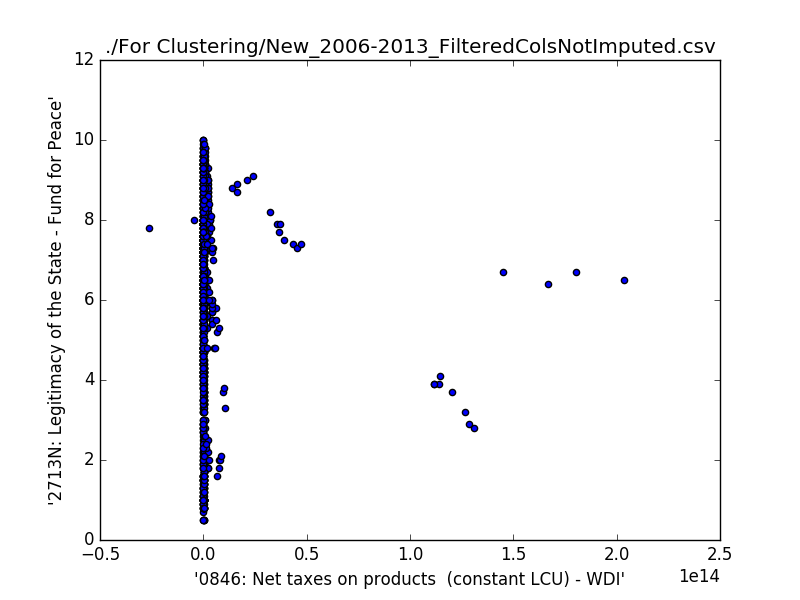 ./For Clustering/New_2006-2013_FilteredColsNotImputed.csv
12
10
8
6
4
2
0
'2713N: Legitimacy of the State - Fund for Peace'
−0.5 0.0 0.5 1.0 1.5 2.0 2.5
1e14
'0846: Net taxes on products  (constant LCU) - WDI'